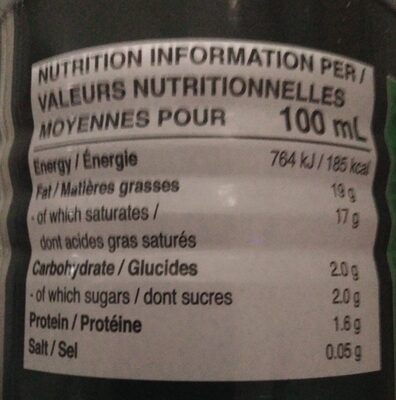 NUTRITION INFORMATION PER /
VALEURS NUTRITIONNELLES
MOYENNES POUR 100 mL
Energy / Énergie 764 kJ / 185 kcal
Fat / Matières grasses 19 g
- of which saturates / 17 g
dont acides gras saturés
Carbohydrate / Glucides 2.0 g
- of which sugars / dont sucres 2.0 g
Protein / Protéine 1.6 g
Salt / Sel 0.05 g